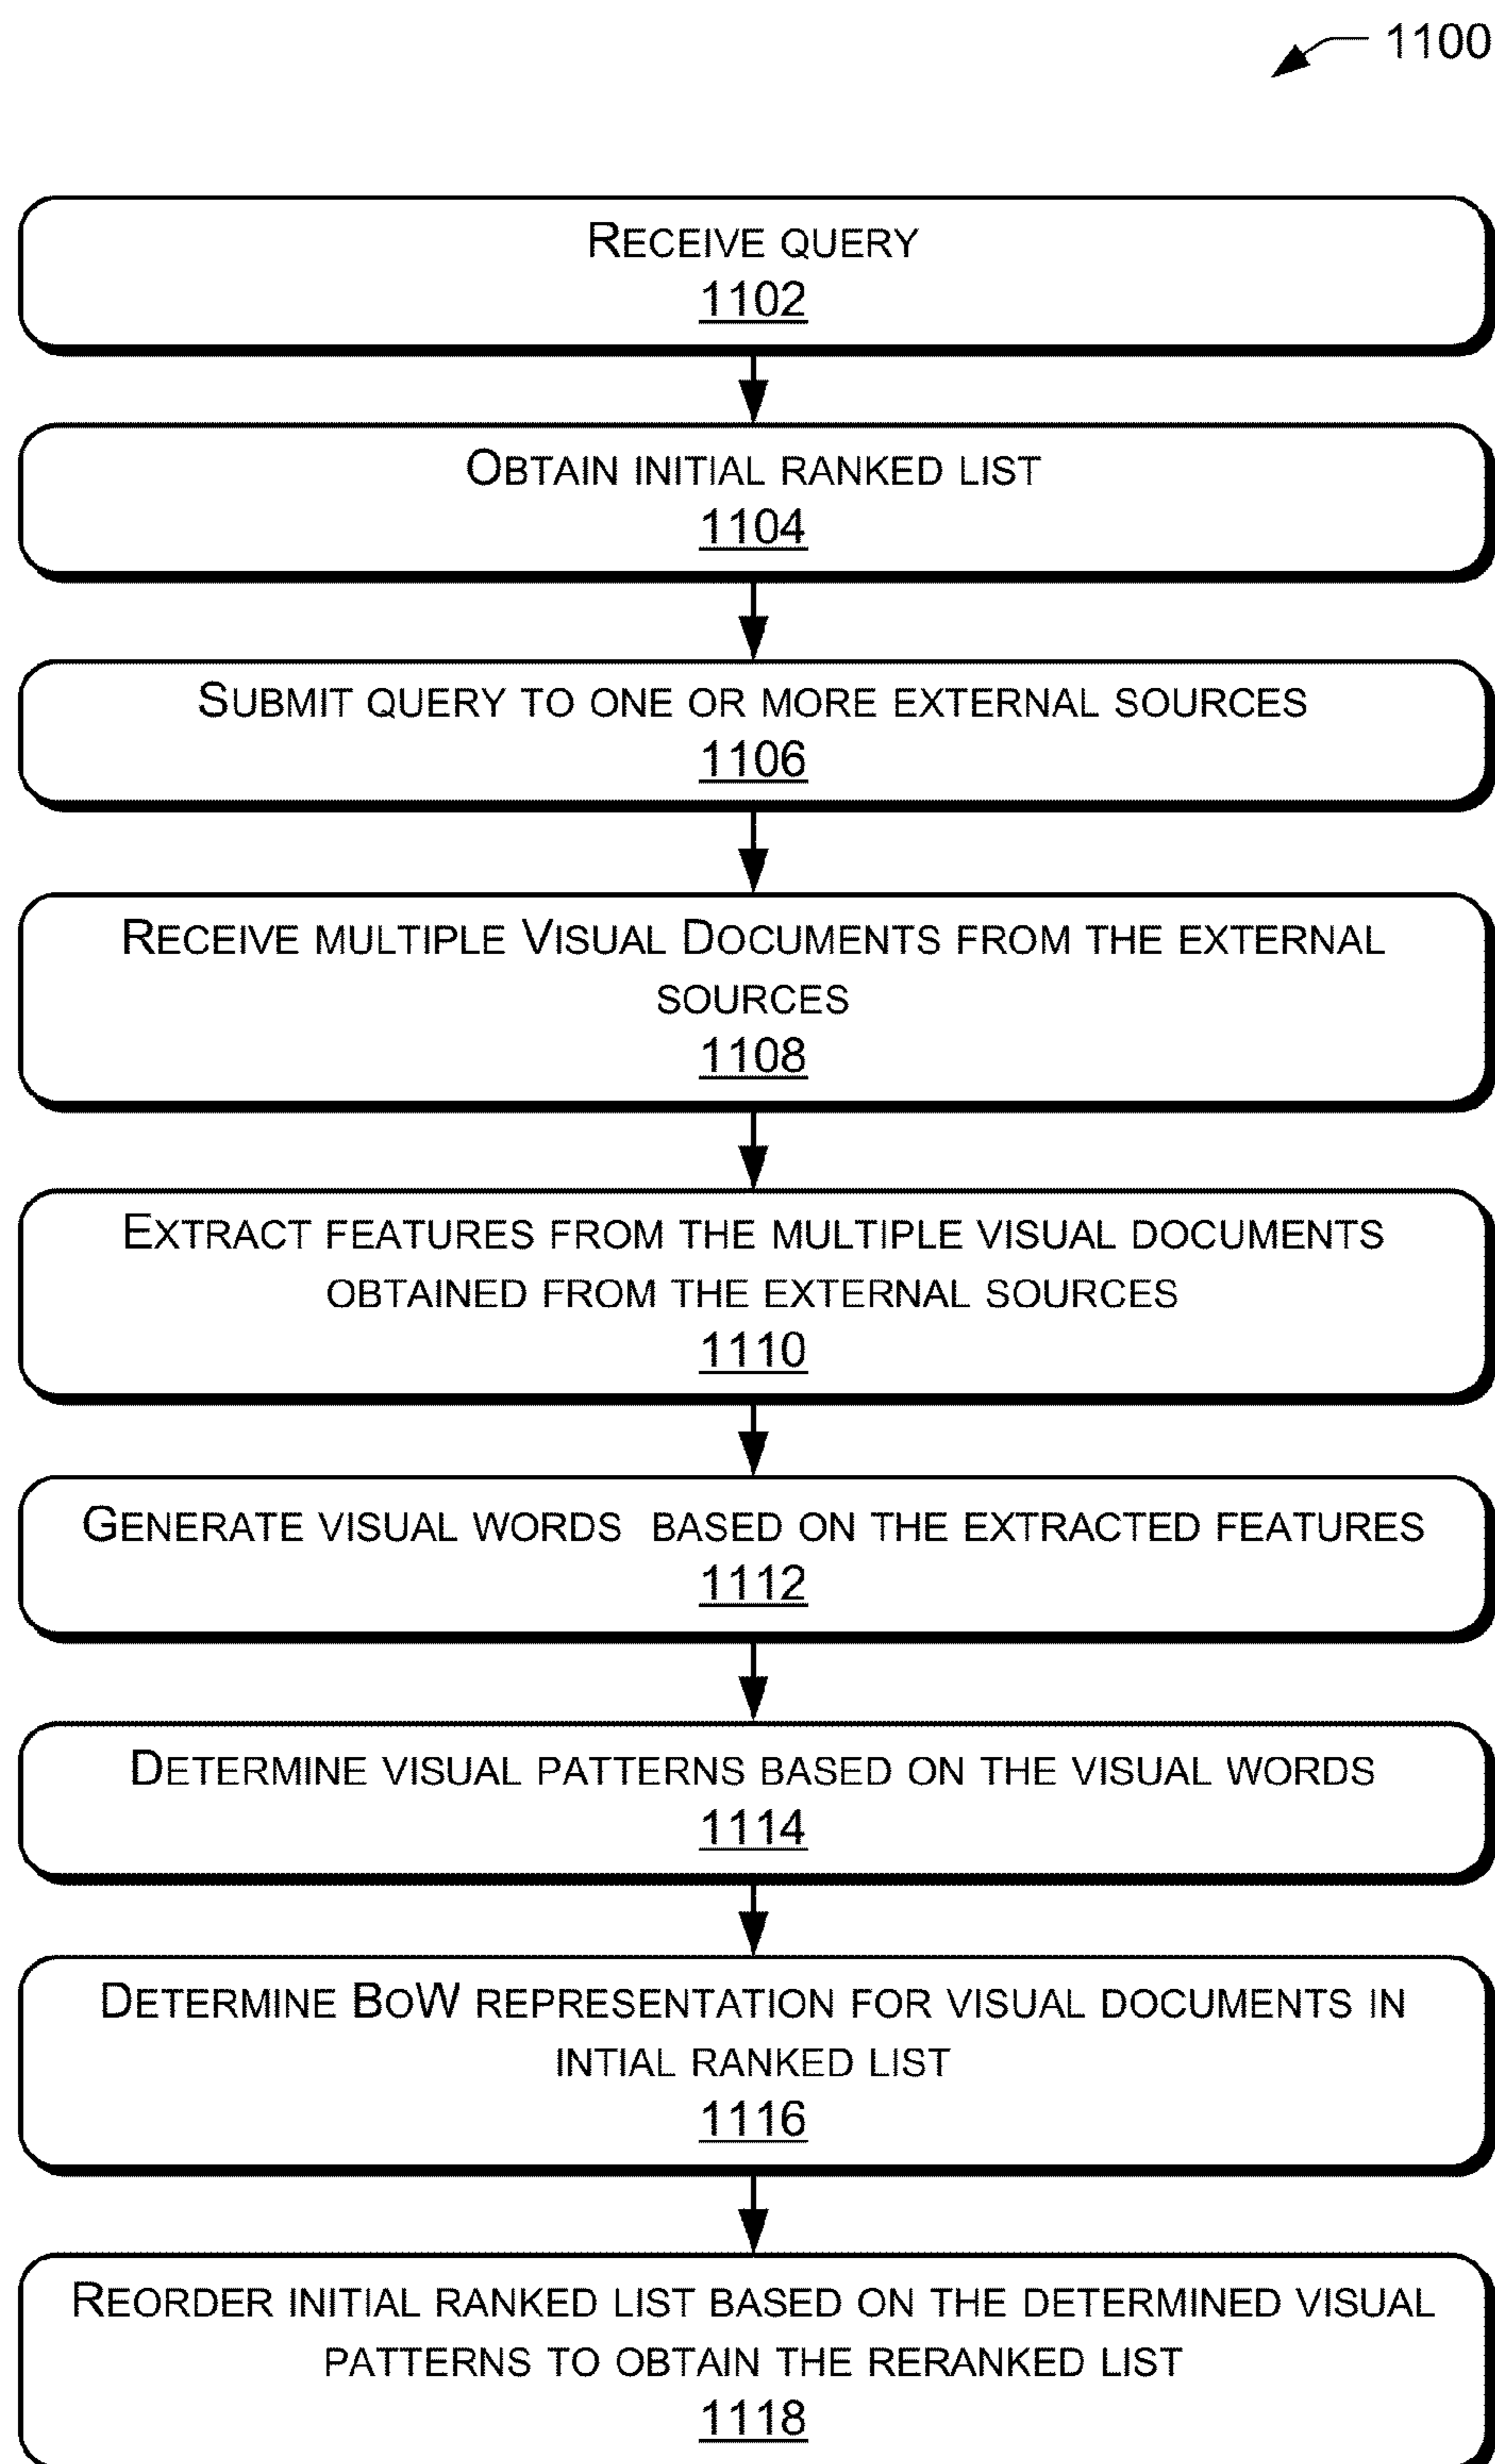 1100
RECEIVE QUERY
1102
OBTAIN INITIAL RANKED LIST
1104
SUBMIT QUERY TO ONE OR MORE EXTERNAL SOURCES
1106
RECEIVE MULTIPLE VISUAL DOCUMENTS FROM THE EXTERNAL
SOURCES
1108
EXTRACT FEATURES FROM THE MULTIPLE VISUAL DOCUMENTS
OBTAINED FROM THE EXTERNAL SOURCES
1110
GENERATE VISUAL WORDS BASED ON THE EXTRACTED FEATURES
1112
DETERMINE VISUAL PATTERNS BASED ON THE VISUAL WORDS
1114
DETERMINE BOW REPRESENTATION FOR VISUAL DOCUMENTS IN
INTIAL RANKED LIST
1116
REORDER INITIAL RANKED LIST BASED ON THE DETERMINED VISUAL
PATTERNS TO OBTAIN THE RERANKED LIST
1118